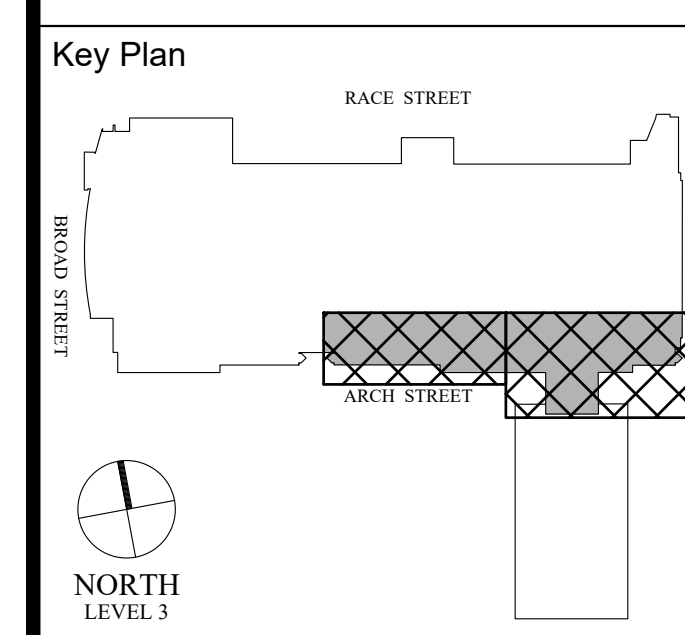 Key Plan
RACE STREET
BROAD STREET
ARCH STREET
NORTH
LEVEL 3